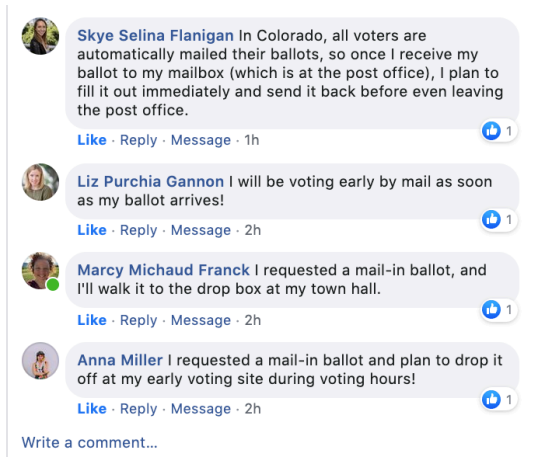 Skye Selina Flanigan In Colorado, all voters are
automatically mailed their ballots, so once I receive my
ballot to my mailbox (which is at the post office), I plan to
fill it out immediately and send it back before even leaving
the post office.
1
Like · Reply · Message · 1h
Liz Purchia Gannon I will be voting early by mail as soon
as my ballot arrives!
1
Like · Reply · Message · 2h
Marcy Michaud Franck I requested a mail-in ballot, and
I'll walk it to the drop box at my town hall.
1
Like · Reply · Message · 2h
Anna Miller I requested a mail-in ballot and plan to drop it
off at my early voting site during voting hours!
1
Like · Reply · Message · 2h
Write a comment...